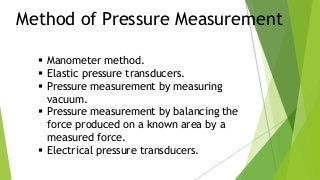 Method of Pressure Measurement
▪ Manometer method.
▪ Elastic pressure transducers.
▪ Pressure measurement by measuring
vacuum.
▪ Pressure measurement by balancing the
force produced on a known area by a
measured force.
▪ Electrical pressure transducers.